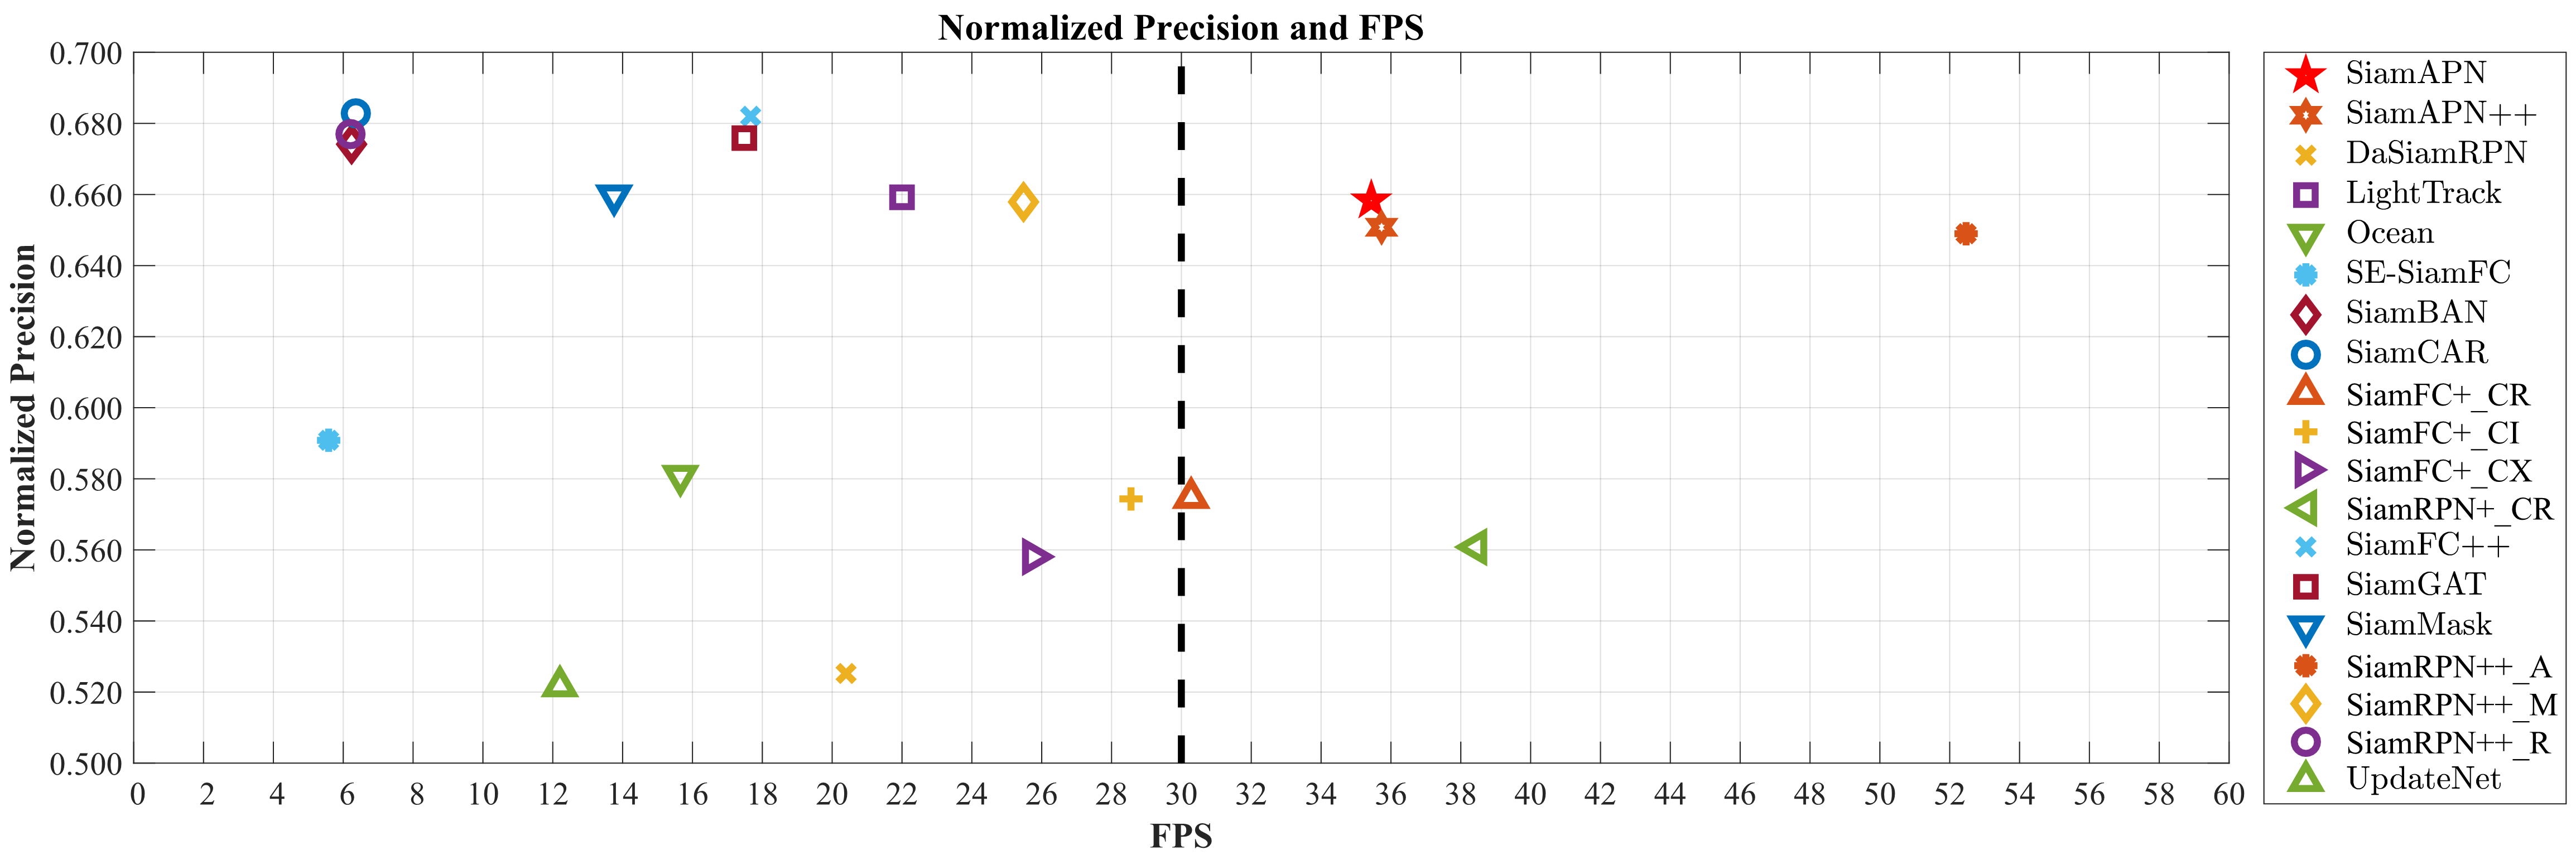 Normalized Precision and FPS
0.700
0.680
0.660
0.640
0.620
0.600
0.580
0.560
0.540
0.520
0.500
Normalized Precision
0 2 4 6 8 10 12 14 16 18 20 22 24 26 28 30 32 34 36 38 40 42 44 46 48 50 52 54 56 58 60
FPS
SiamAPN
SiamAPN++
DaSiamRPN
LightTrack
Ocean
SE-SiamFC
SiamBAN
SiamCAR
SiamFC+_CR
SiamFC+_CI
SiamFC+_CX
SiamRPN+_CR
SiamFC++
SiamGAT
SiamMask
SiamRPN++_A
SiamRPN++_M
SiamRPN++_R
UpdateNet